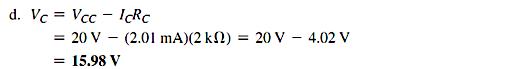 d. V_C = V_CC − I_CR_C
= 20 V − (2.01 mA)(2 kΩ) = 20 V − 4.02 V
= 15.98 V